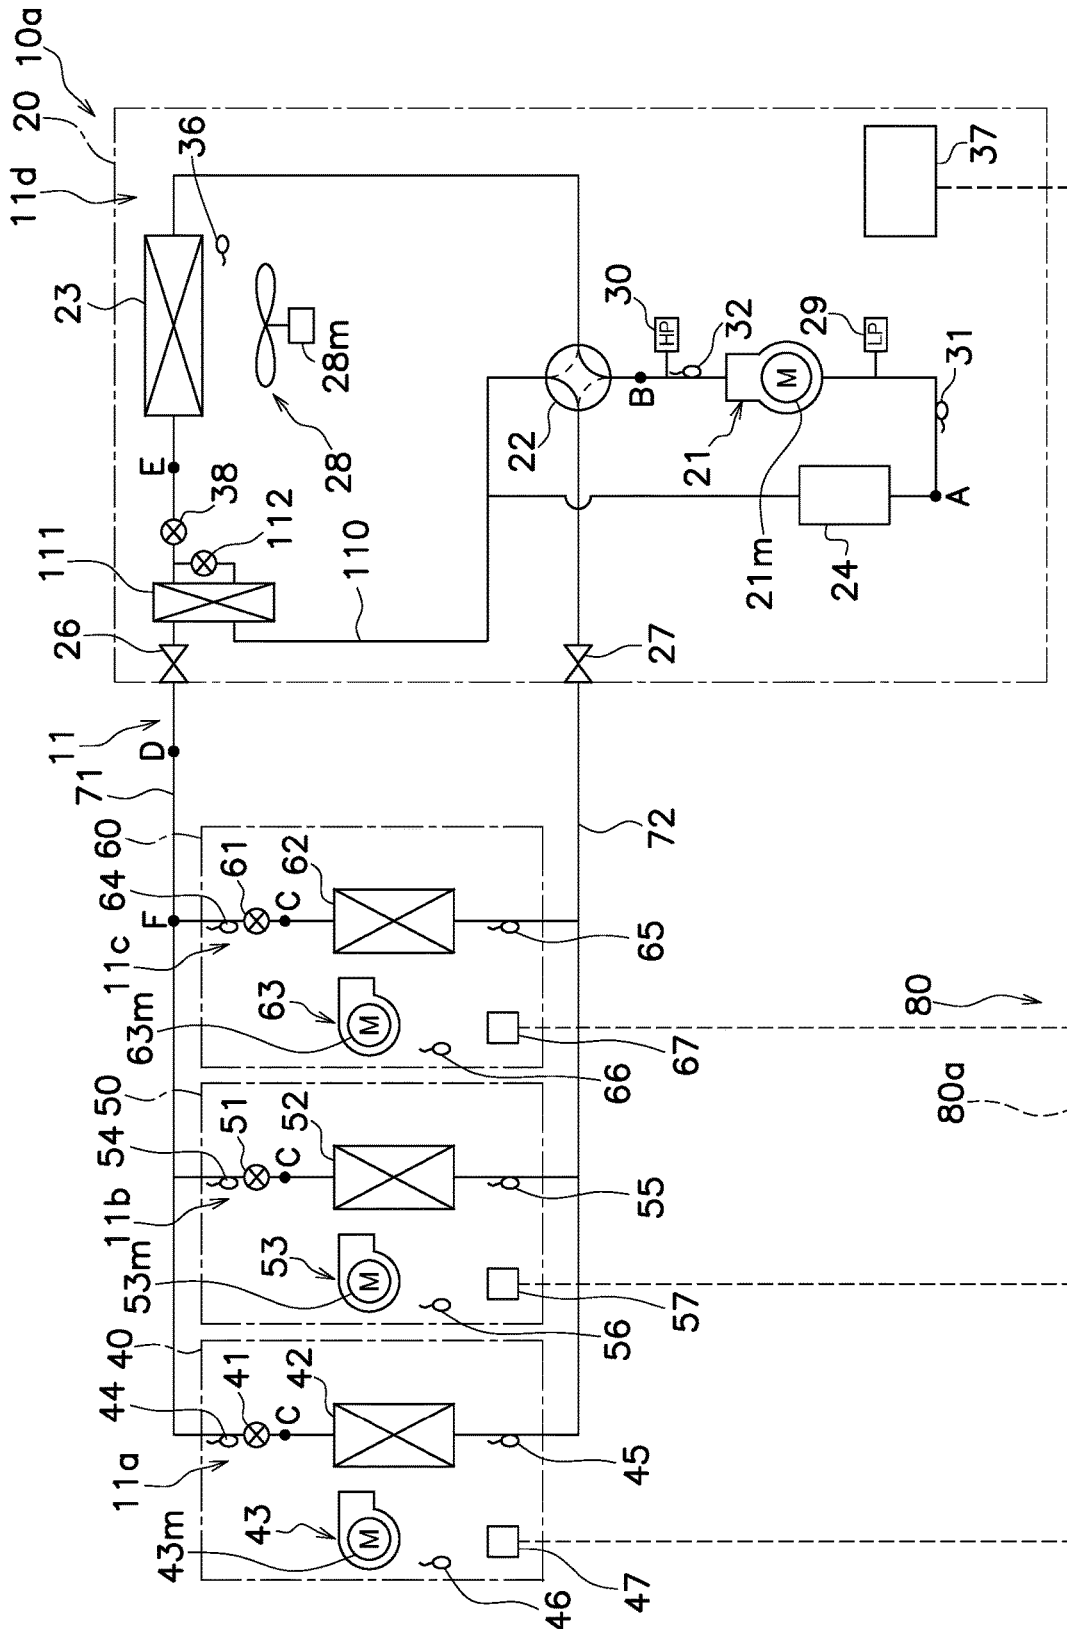 11d 20 10a
26 111 23
11
71 D
44 40 54 50 64 60
11a 11b 11c
43m 53m 63m F E 36
41 51 61 38
43 53 63 112
C C C
42 52 62 28m
28
110
M M M
22
46 45 56 55 66 65 27
47 57 67 72 B 30
HP
21 32
21m M 29
24 LP
80
80a A 31
37